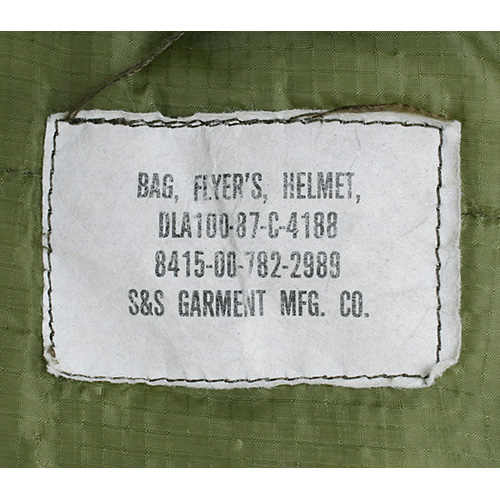 BAG, FLYER'S, HELMET,
DLA100-87-C-4188
8415-00-782-2989
S&S GARMENT MFG. CO.